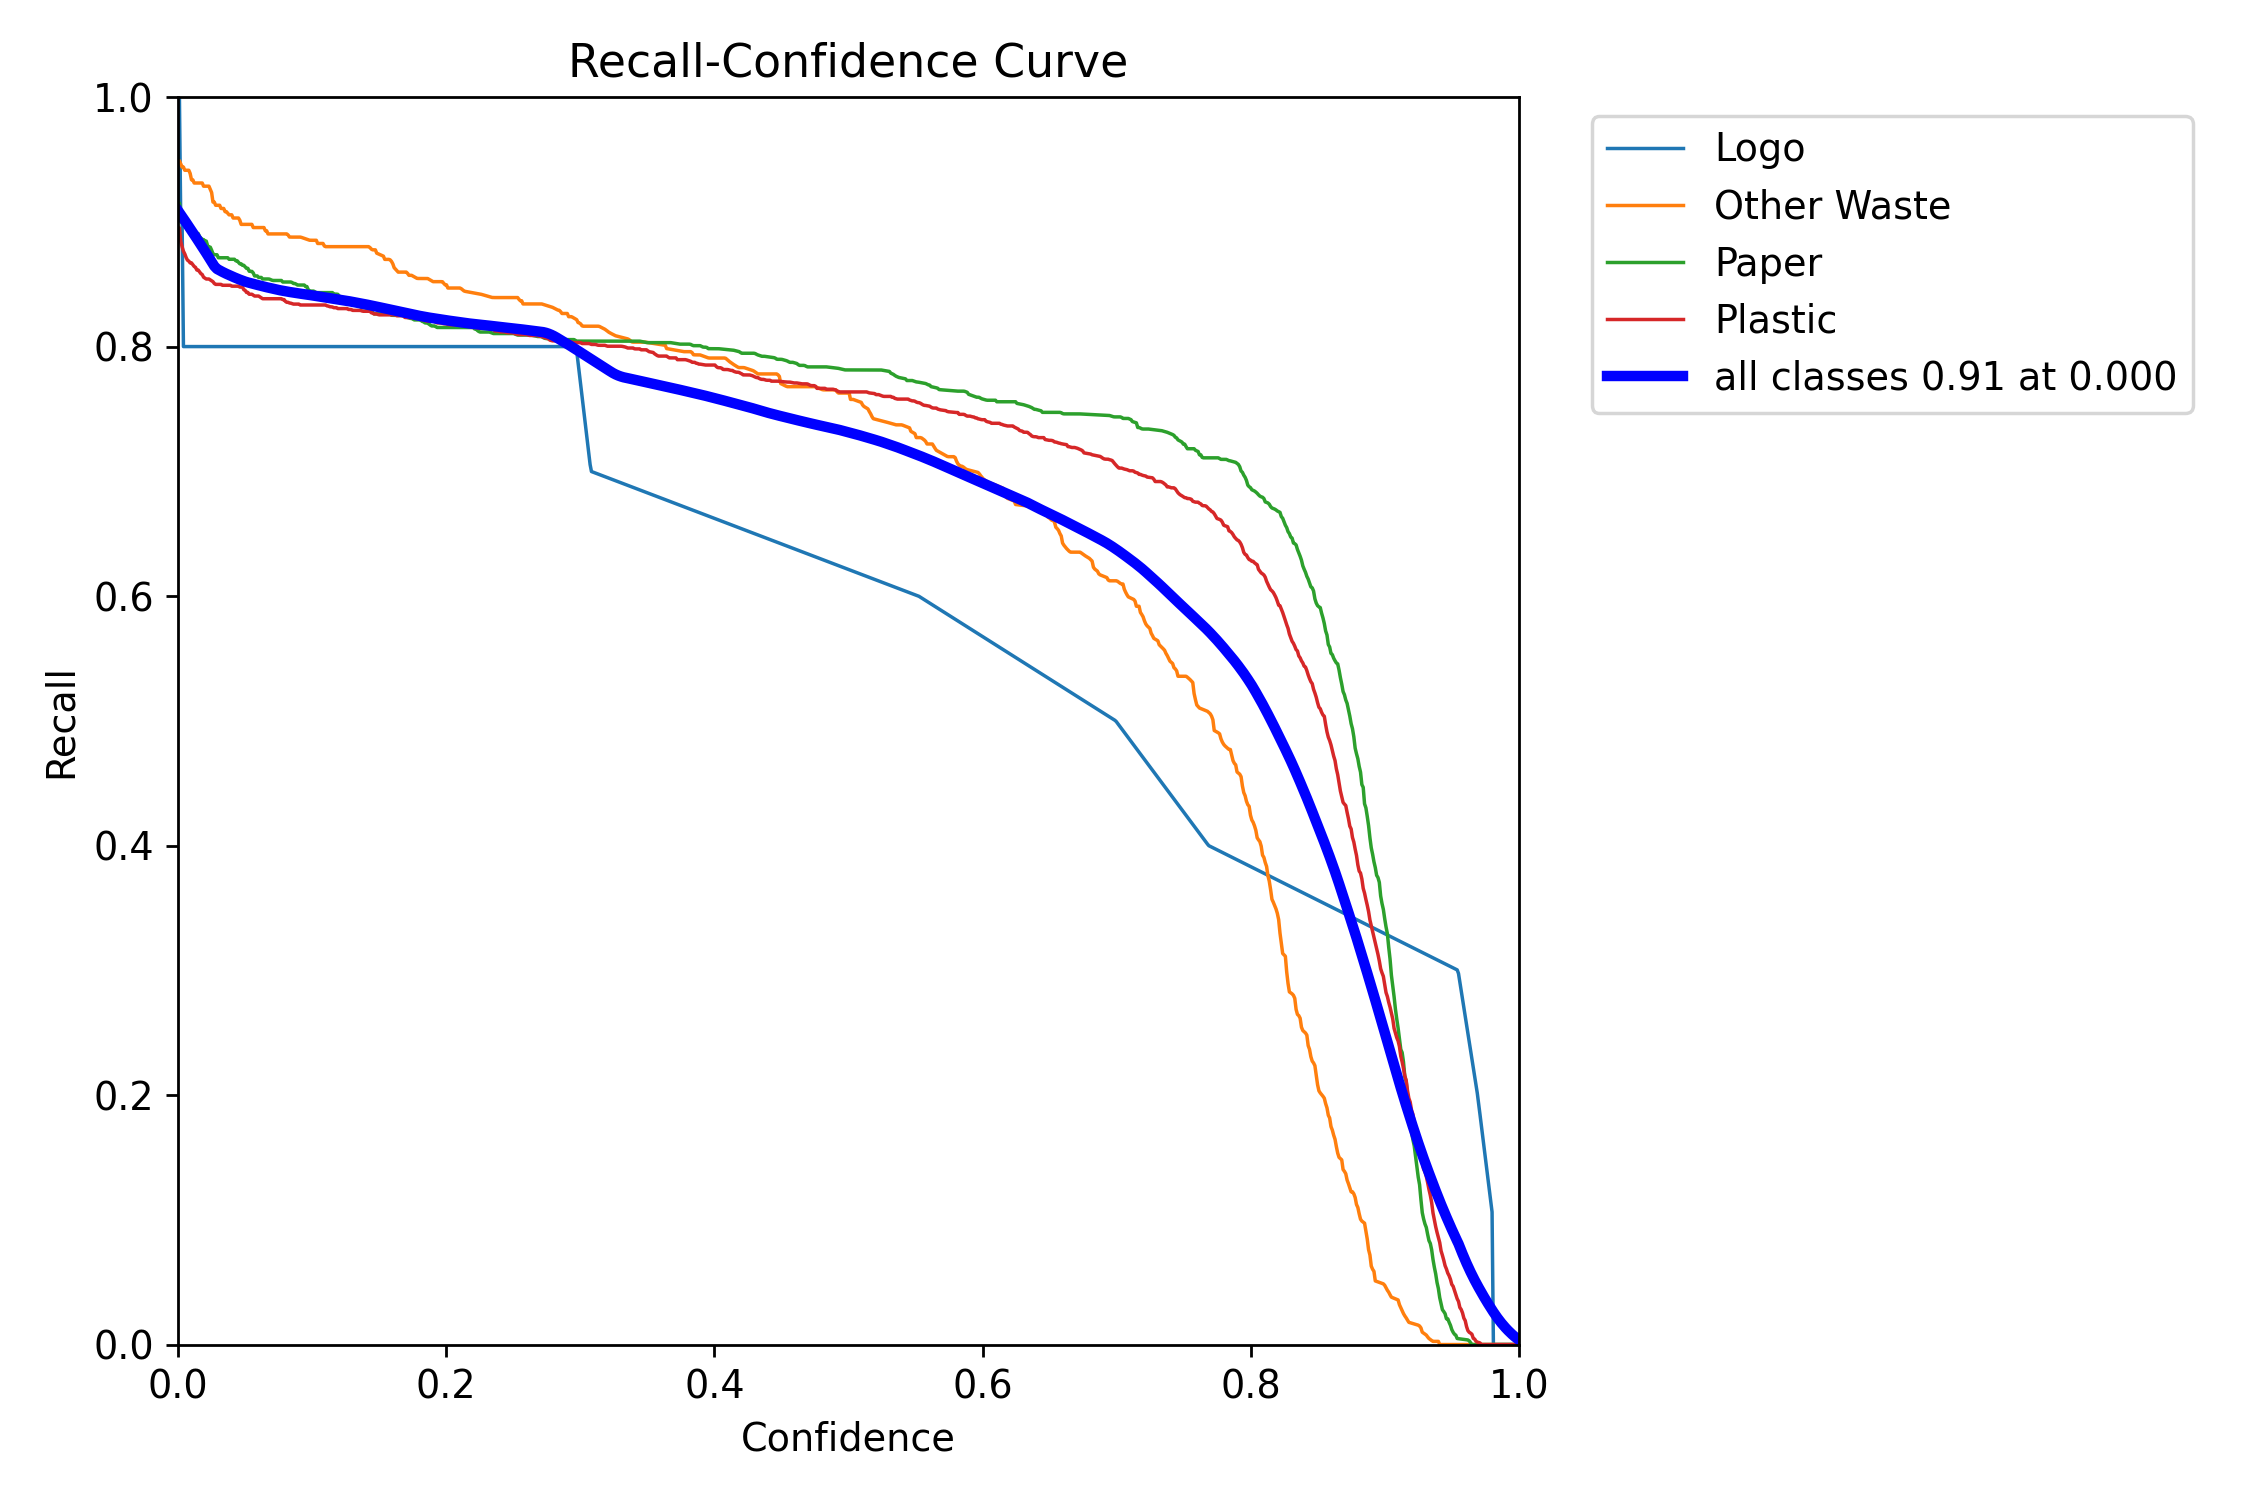 Recall-Confidence Curve
1.0
0.8
0.6
0.4
0.2
0.0
Recall
0.0 0.2 0.4 0.6 0.8 1.0
Confidence
Logo
Other Waste
Paper
Plastic
all classes 0.91 at 0.000